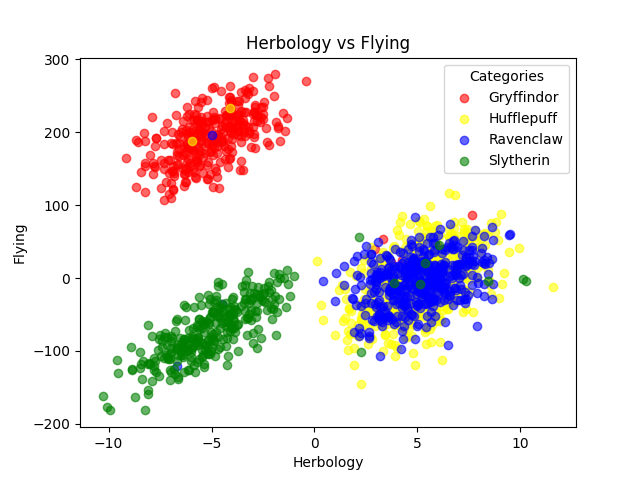 Herbology vs Flying
Categories
Gryffindor
Hufflepuff
Ravenclaw
Slytherin
300
200
100
0
−100
−200
Flying
−10
−5
0
5
10
Herbology